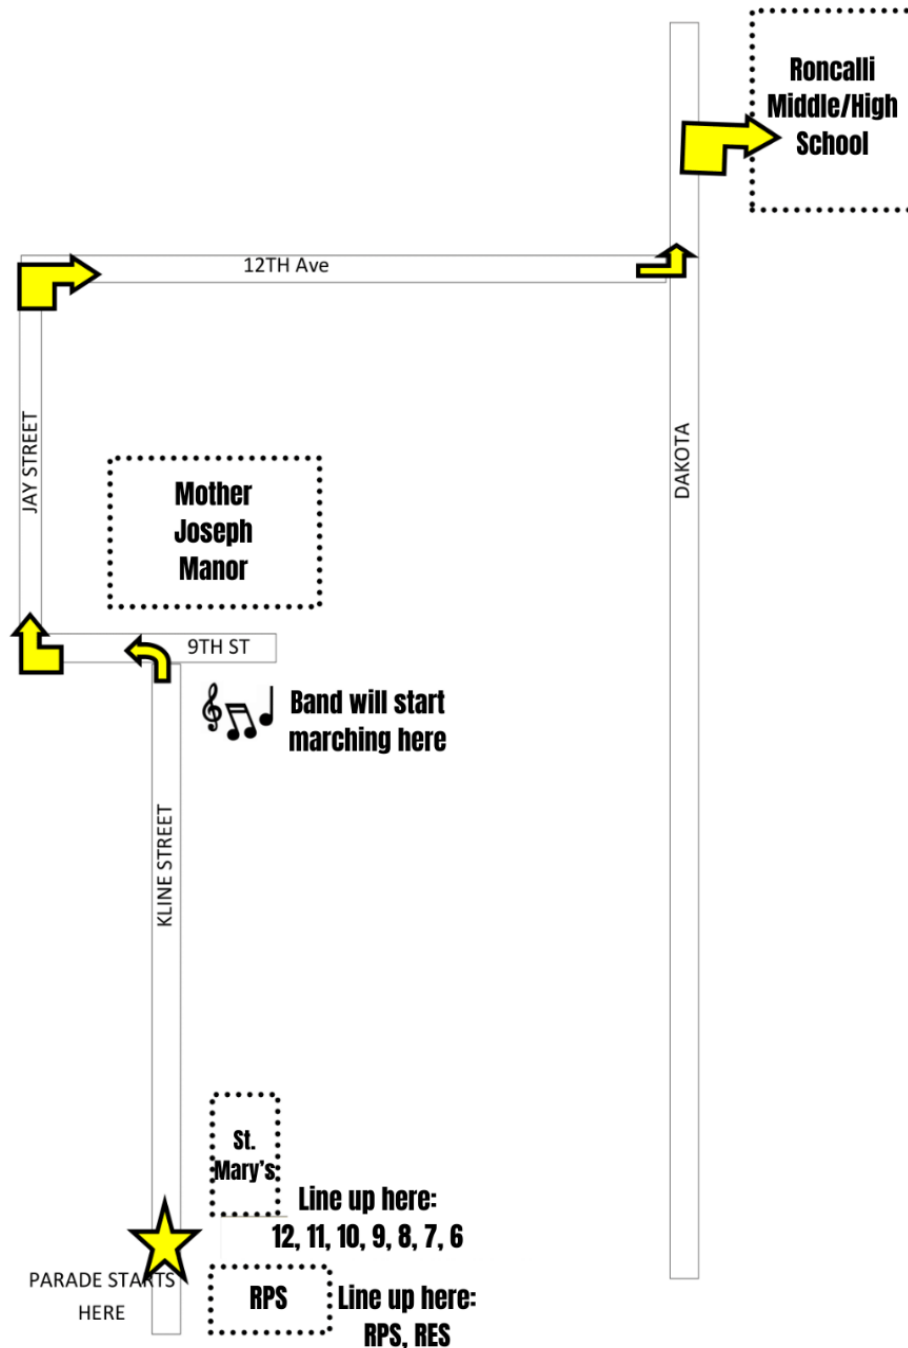 Roncalli
Middle/High
School
12TH Ave
JAY STREET
DAKOTA
Mother
Joseph
Manor
9TH ST
Band will start
marching here
KLINE STREET
St.
Mary's
Line up here:
12, 11, 10, 9, 8, 7, 6
PARADE STARTS
HERE
RPS
Line up here:
RPS, RES